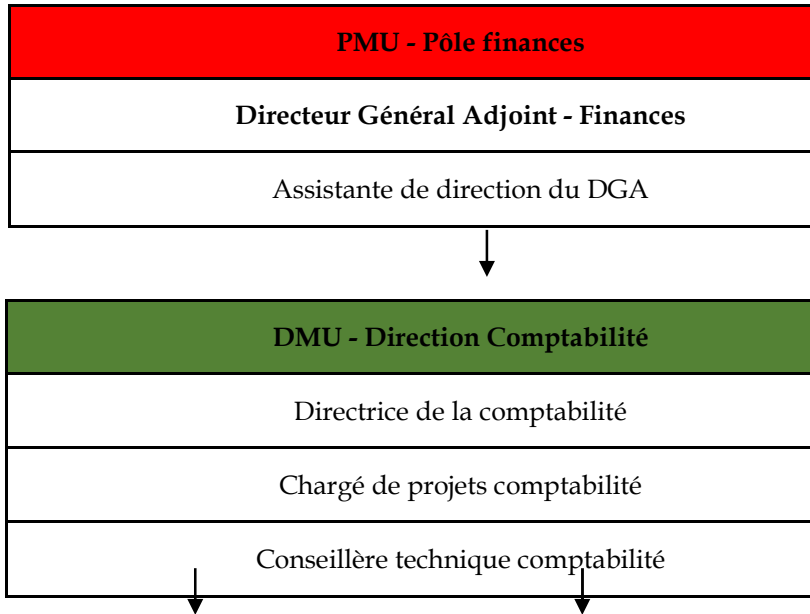 PMU - Pôle finances
Directeur Général Adjoint - Finances
Assistante de direction du DGA
DMU - Direction Comptabilité
Directrice de la comptabilité
Chargé de projets comptabilité
Conseillère technique comptabilité